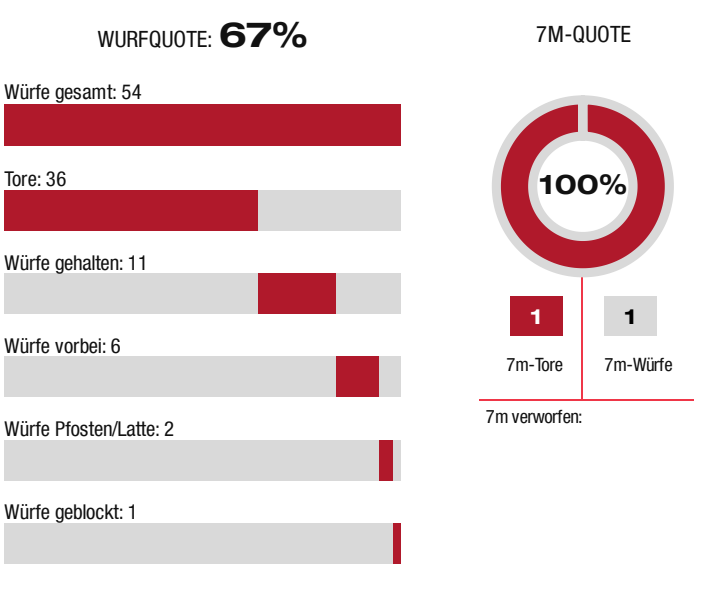 WURFQUOTE: 67%
Würfe gesamt: 54
Tore: 36
Würfe gehalten: 11
Würfe vorbei: 6
Würfe Pfosten/Latte: 2
Würfe geblockt: 1
7M-QUOTE
100%
1 1
7m-Tore 7m-Würfe
7m verworfen: